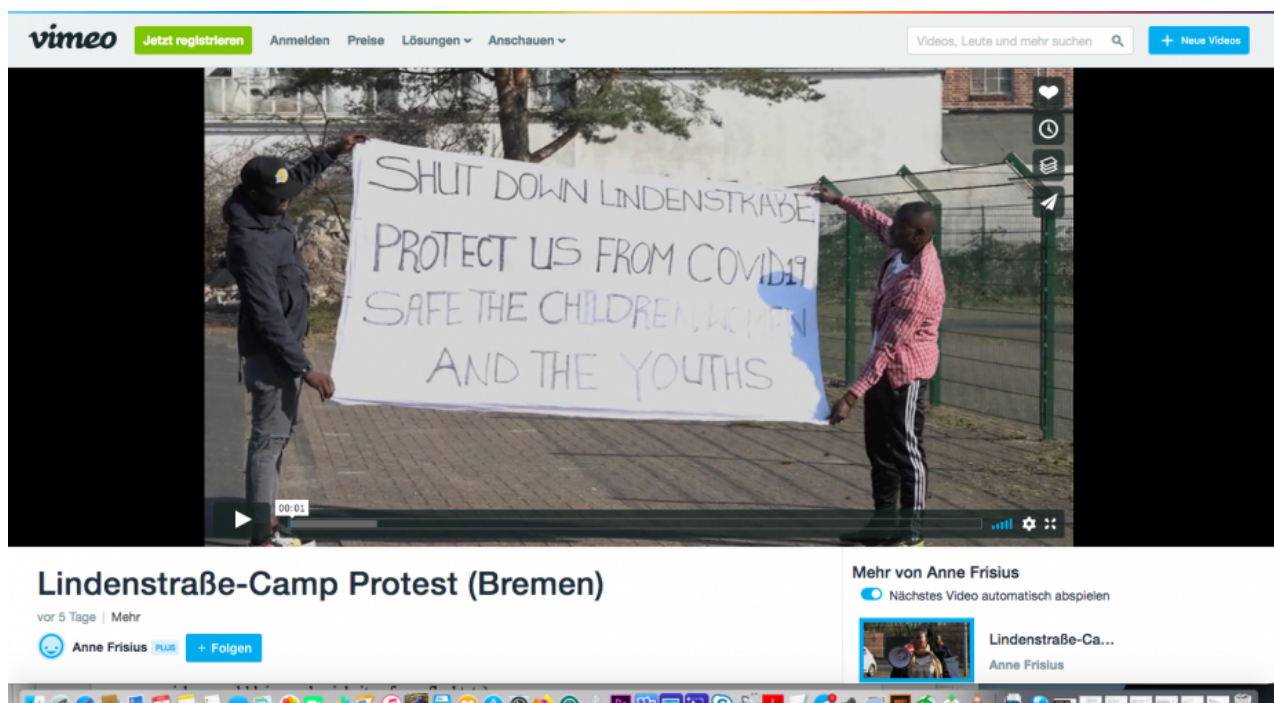 vimeo
Jetzt registrieren Anmelden Preise Lösungen Anschauen Videos, Leute und mehr suchen + Neue Videos
SHUT DOWN LINDENSTRAßE
PROTECT US FROM COVID19
SAFE THE CHILDREN, WOMEN
AND THE YOUTHS
00:01
Lindenstraße-Camp Protest (Bremen)
vor 5 Tage | Mehr
Anne Frisius PLUS + Folgen
Mehr von Anne Frisius
Nächstes Video automatisch abspielen
Lindenstraße-Ca...
Anne Frisius